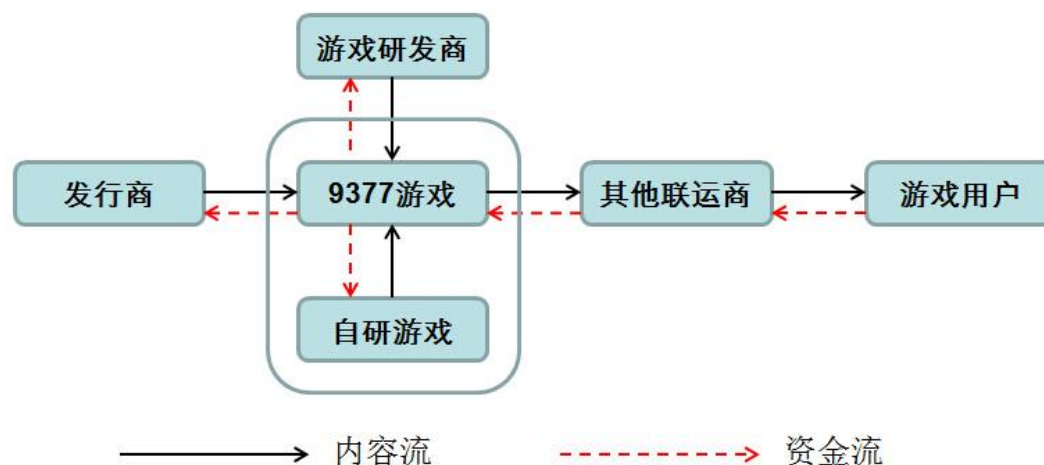 游戏研发商
发行商
9377游戏
其他联运商
游戏用户
自研游戏
内容流
资金流